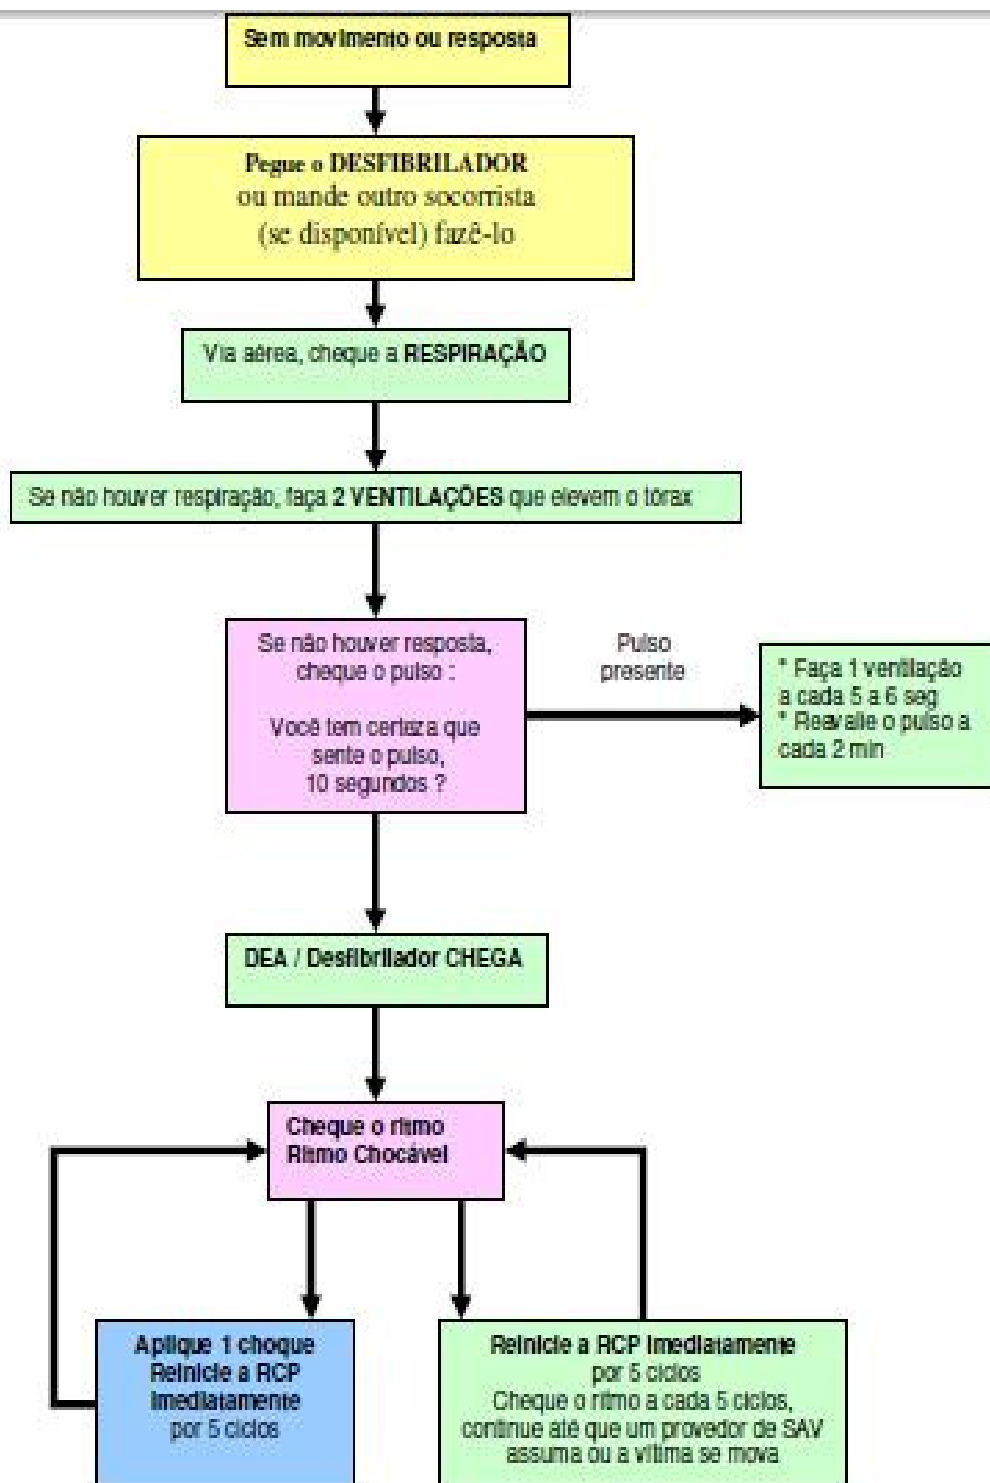 Sem movimento ou resposta
Pegue o DESFIBRILADOR
ou mande outro socorrista
(se disponível) fazê-lo
Via aérea, cheque a RESPIRAÇÃO
Se não houver respiração, faça 2 VENTILAÇÕES que elevem o tórax
Se não houver resposta,
cheque o pulso :
Você tem certeza que
sente o pulso,
10 segundos ?
Pulso
presente
* Faça 1 ventilação
a cada 5 a 6 seg
* Reavalie o pulso a
cada 2 min
DEA / Desfibrilador CHEGA
Cheque o ritmo
Ritmo Chocável
Aplique 1 choque
Reinicie a RCP
Imediatamente
por 5 ciclos
Reinicie a RCP Imediatamente
por 5 ciclos
Cheque o ritmo a cada 5 ciclos,
continue até que um provedor de SAV
assuma ou a vítima se mova